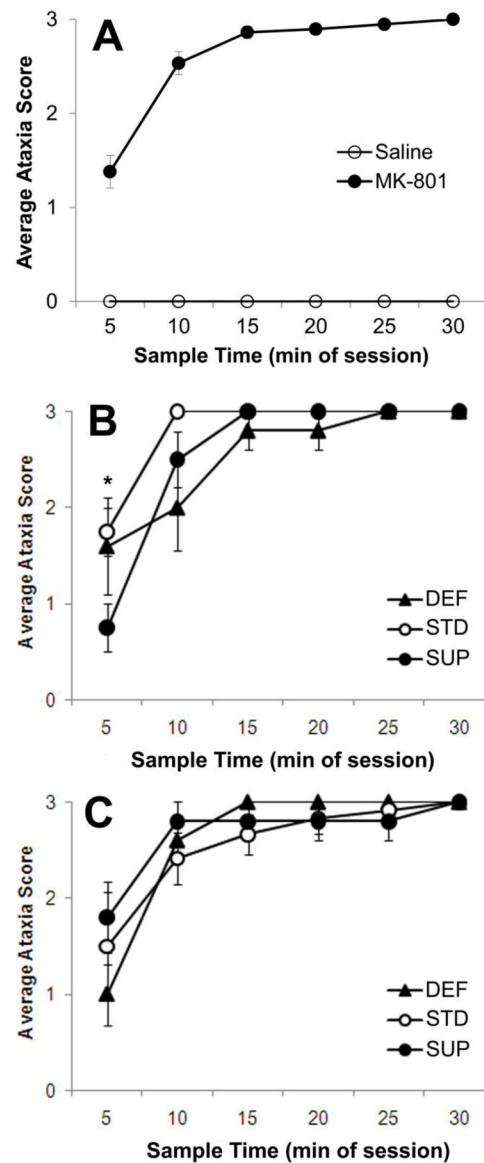 A
Average Ataxia Score
3
2
1
0
Saline
MK-801
5 10 15 20 25 30
Sample Time (min of session)
B
Average Ataxia Score
3
2
1
0
*
DEF
STD
SUP
5 10 15 20 25 30
Sample Time (min of session)
C
Average Ataxia Score
3
2
1
0
DEF
STD
SUP
5 10 15 20 25 30
Sample Time (min of session)